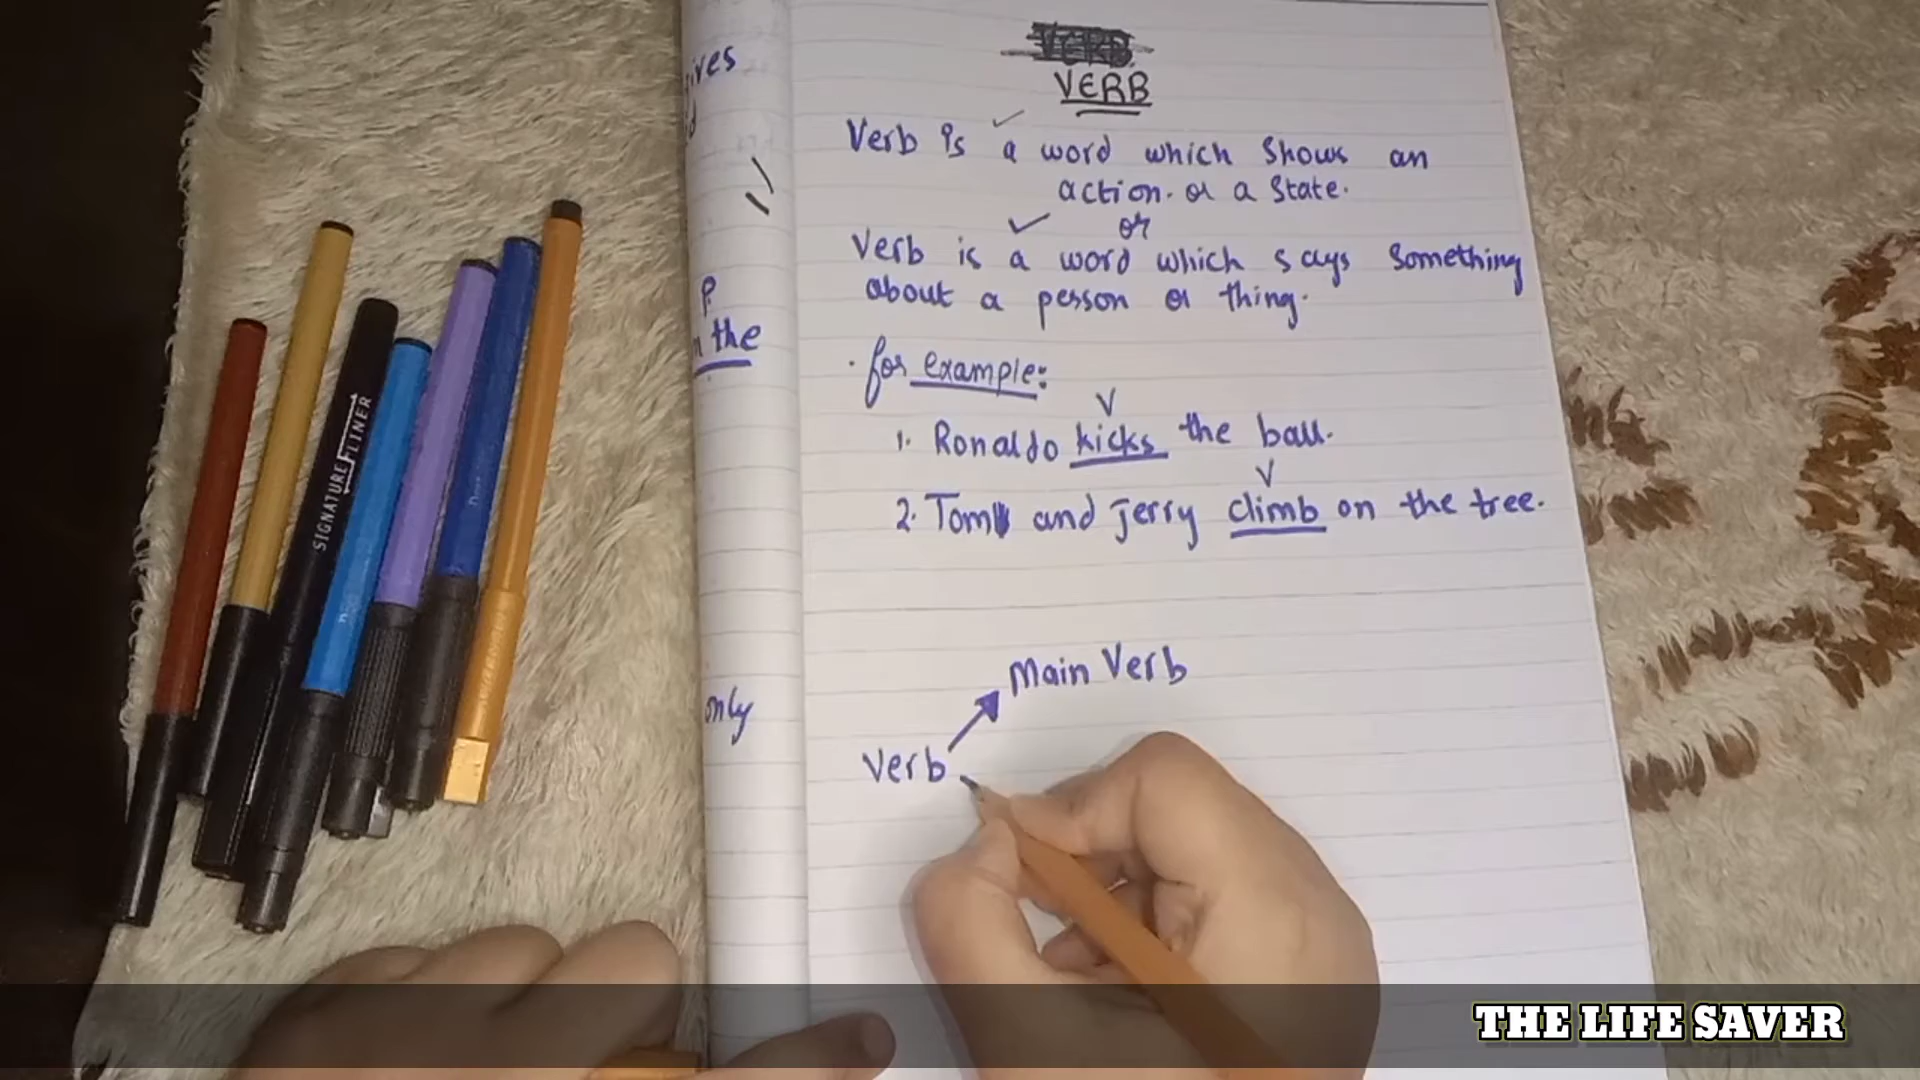 VERB
VERB
Verb is a word which shows an
action. or a state.
or
Verb is a word which says something
about a person or thing.
. for example:
V
1. Ronaldo kicks the ball.
V
2. Tom and Jerry climb on the tree.
Main Verb
Verb
the
only
SIGNATURE FLINER
THE LIFE SAVER